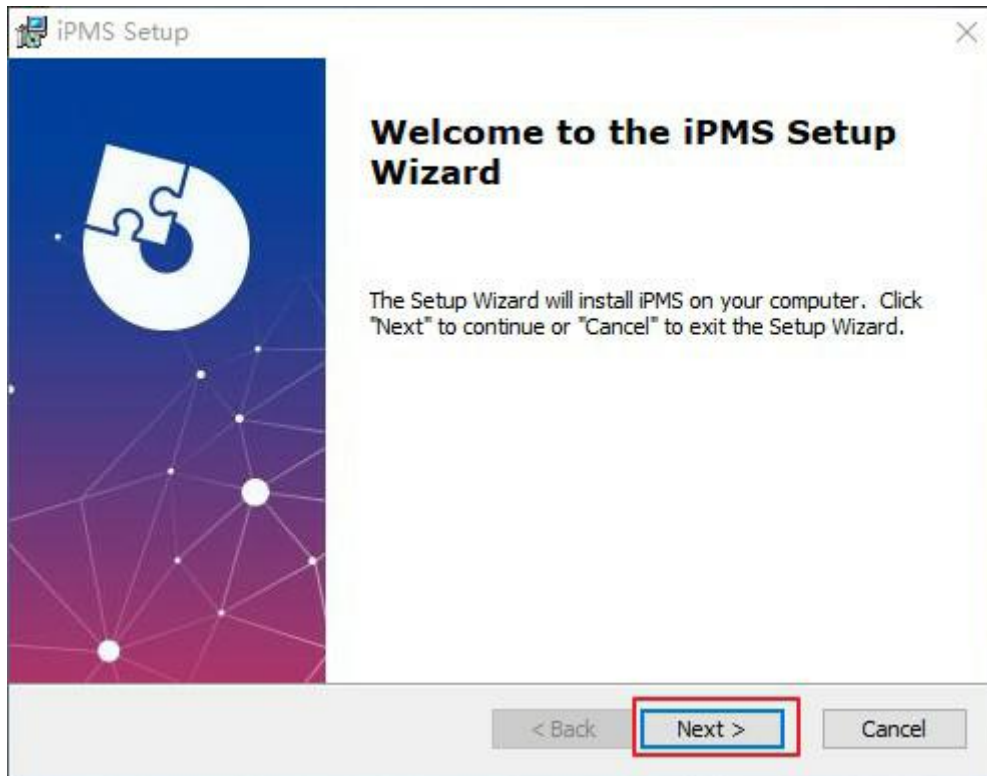 iPMS Setup
Welcome to the iPMS Setup
Wizard
The Setup Wizard will install iPMS on your computer.  Click
"Next" to continue or "Cancel" to exit the Setup Wizard.
< Back
Next >
Cancel